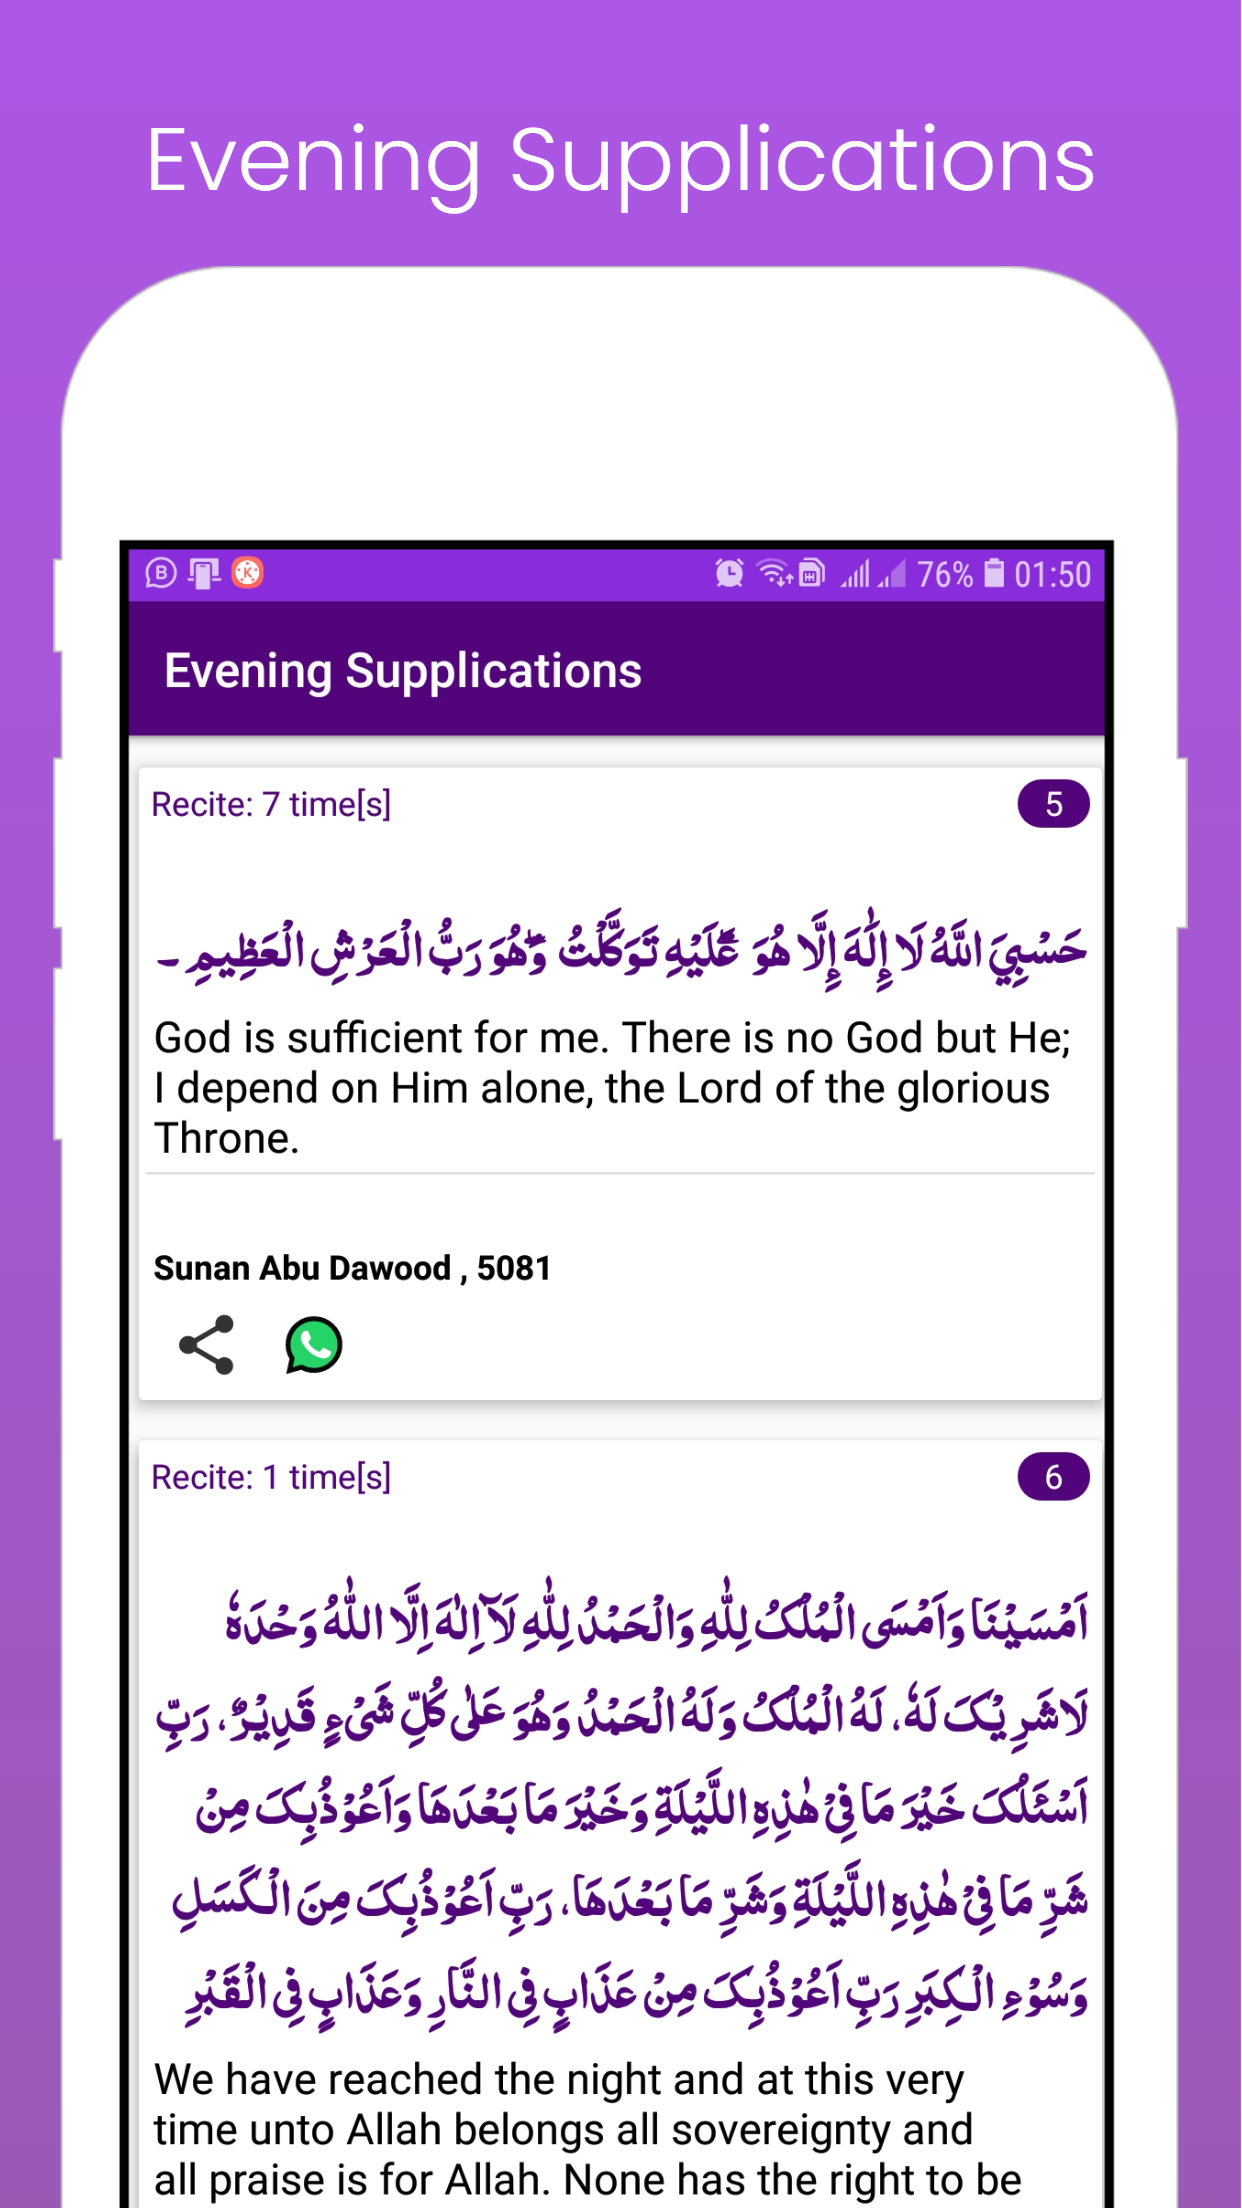 Evening Supplications
76% 01:50
Evening Supplications
Recite: 7 time[s]
5
حَسْبِيَ اللَّهُ لَا إِلَٰهَ إِلَّا هُوَ ۖ عَلَيْهِ تَوَكَّلْتُ ۖ وَهُوَ رَبُّ الْعَرْشِ الْعَظِيمِ ۔
God is sufficient for me. There is no God but He;
I depend on Him alone, the Lord of the glorious
Throne.
Sunan Abu Dawood , 5081
Recite: 1 time[s]
6
اَمْسَيْنَا وَاَمْسَى الْمُلْکُ لِلّٰهِ وَالْحَمْدُ لِلّٰهِ لَآ اِلٰهَ اِلَّا اللّٰهُ وَحْدَهٗ
لَا شَرِيْکَ لَهٗ، لَهُ الْمُلْکُ وَلَهُ الْحَمْدُ وَهُوَ عَلٰى کُلِّ شَىْءٍ قَدِيْرٌ، رَبِّ
اَسْئَلُکَ خَيْرَ مَا فِىْ هٰذِهِ اللَّيْلَةِ وَخَيْرَ مَا بَعْدَهَا وَاَعُوْذُبِکَ مِنْ
شَرِّ مَا فِىْ هٰذِهِ اللَّيْلَةِ وَشَرِّ مَا بَعْدَهَا، رَبِّ اَعُوْذُبِکَ مِنَ الْکَسَلِ
وَسُوْءِ الْکِبَرِ رَبِّ اَعُوْذُبِکَ مِنْ عَذَابٍ فِى النَّارِ وَعَذَابٍ فِى الْقَبْرِ
We have reached the night and at this very
time unto Allah belongs all sovereignty and
all praise is for Allah. None has the right to be